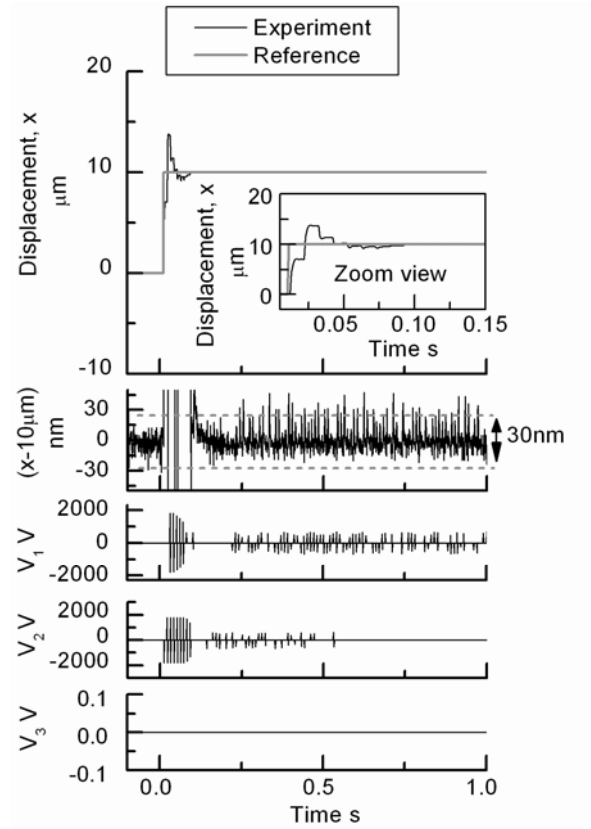 Experiment
Reference
20
10
0
-10
Displacement, x
μm
20
10
0
Displacement, x
μm
Zoom view
0.05 0.10 0.15
Time s
30
0
-30
(x-10μm)
nm
30nm
2000
0
-2000
V1 V
2000
0
-2000
V2 V
0.1
0.0
-0.1
V3 V
0.0 0.5 1.0
Time s